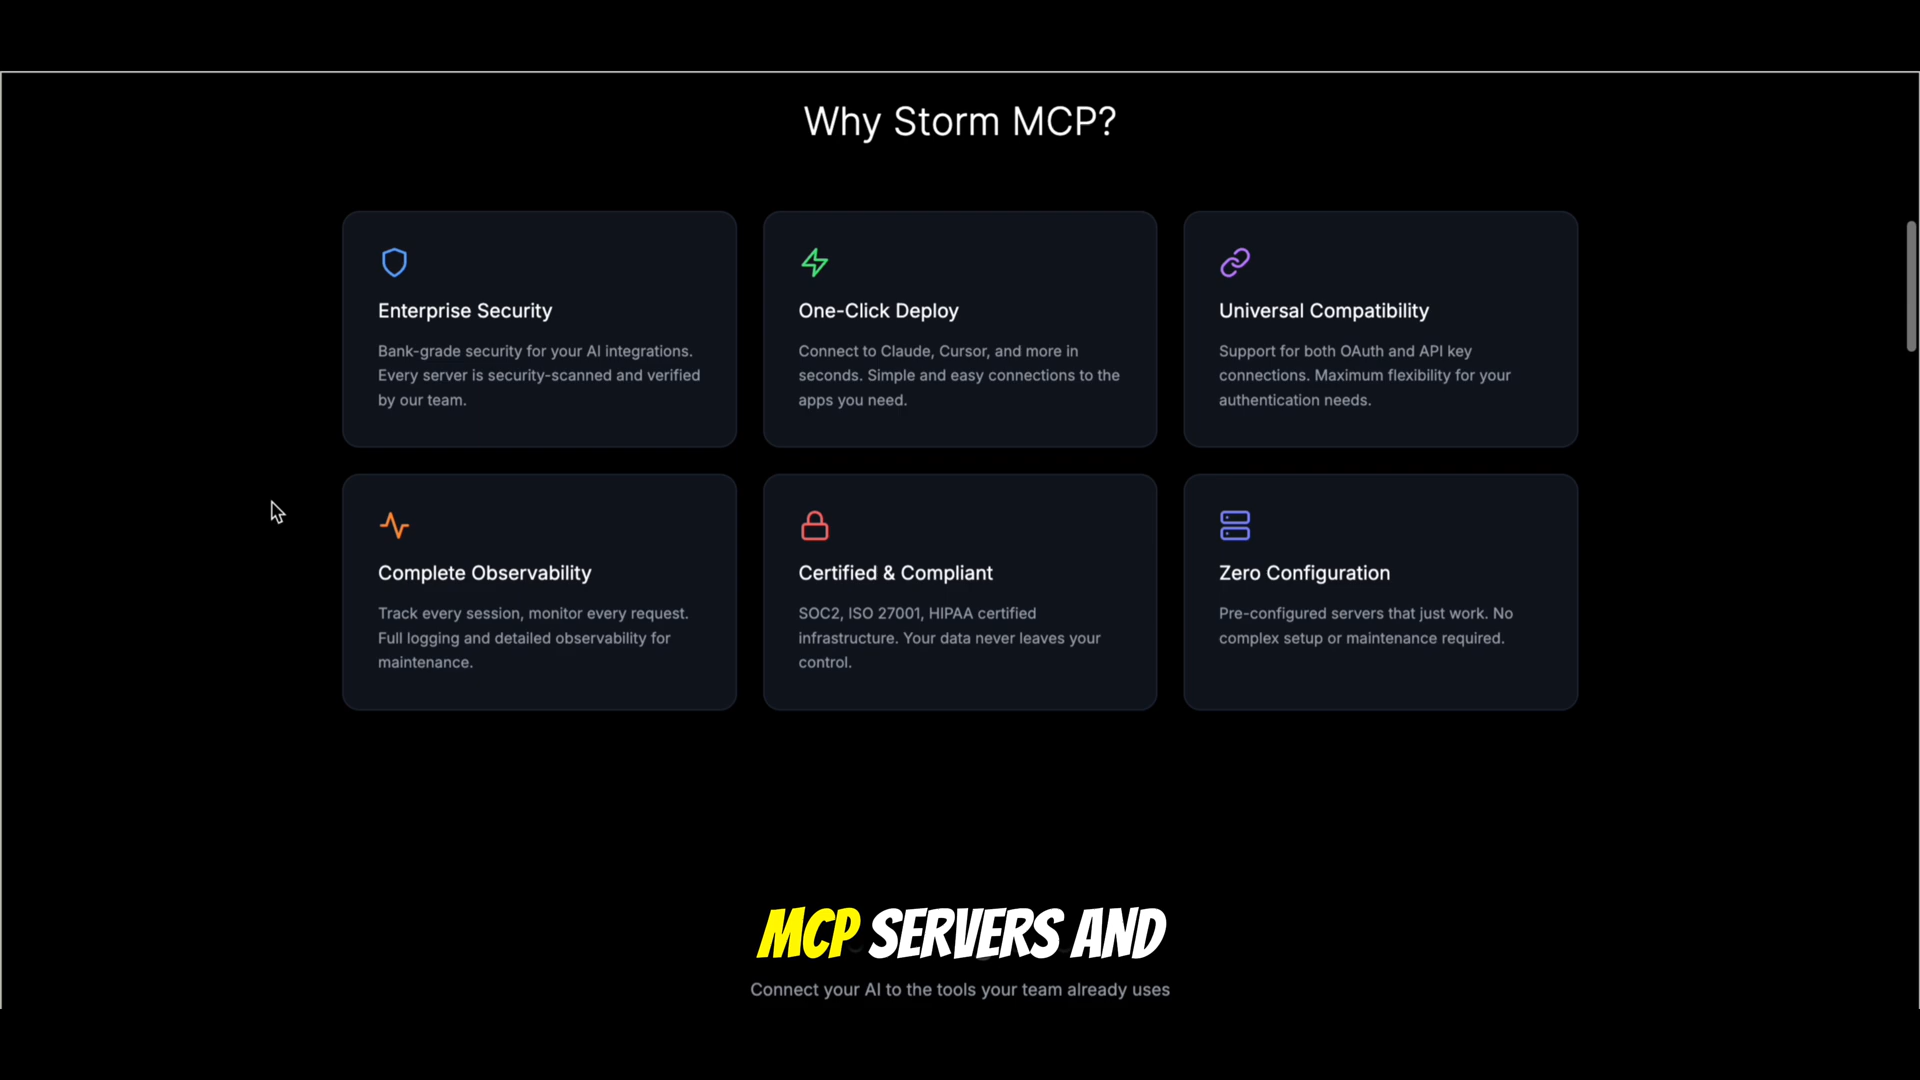 Why Storm MCP?
Enterprise Security
Bank-grade security for your AI integrations.
Every server is security-scanned and verified
by our team.
One-Click Deploy
Connect to Claude, Cursor, and more in
seconds. Simple and easy connections to the
apps you need.
Universal Compatibility
Support for both OAuth and API key
connections. Maximum flexibility for your
authentication needs.
Complete Observability
Track every session, monitor every request.
Full logging and detailed observability for
maintenance.
Certified & Compliant
SOC2, ISO 27001, HIPAA certified
infrastructure. Your data never leaves your
control.
Zero Configuration
Pre-configured servers that just work. No
complex setup or maintenance required.
MCP SERVERS AND
Connect your AI to the tools your team already uses